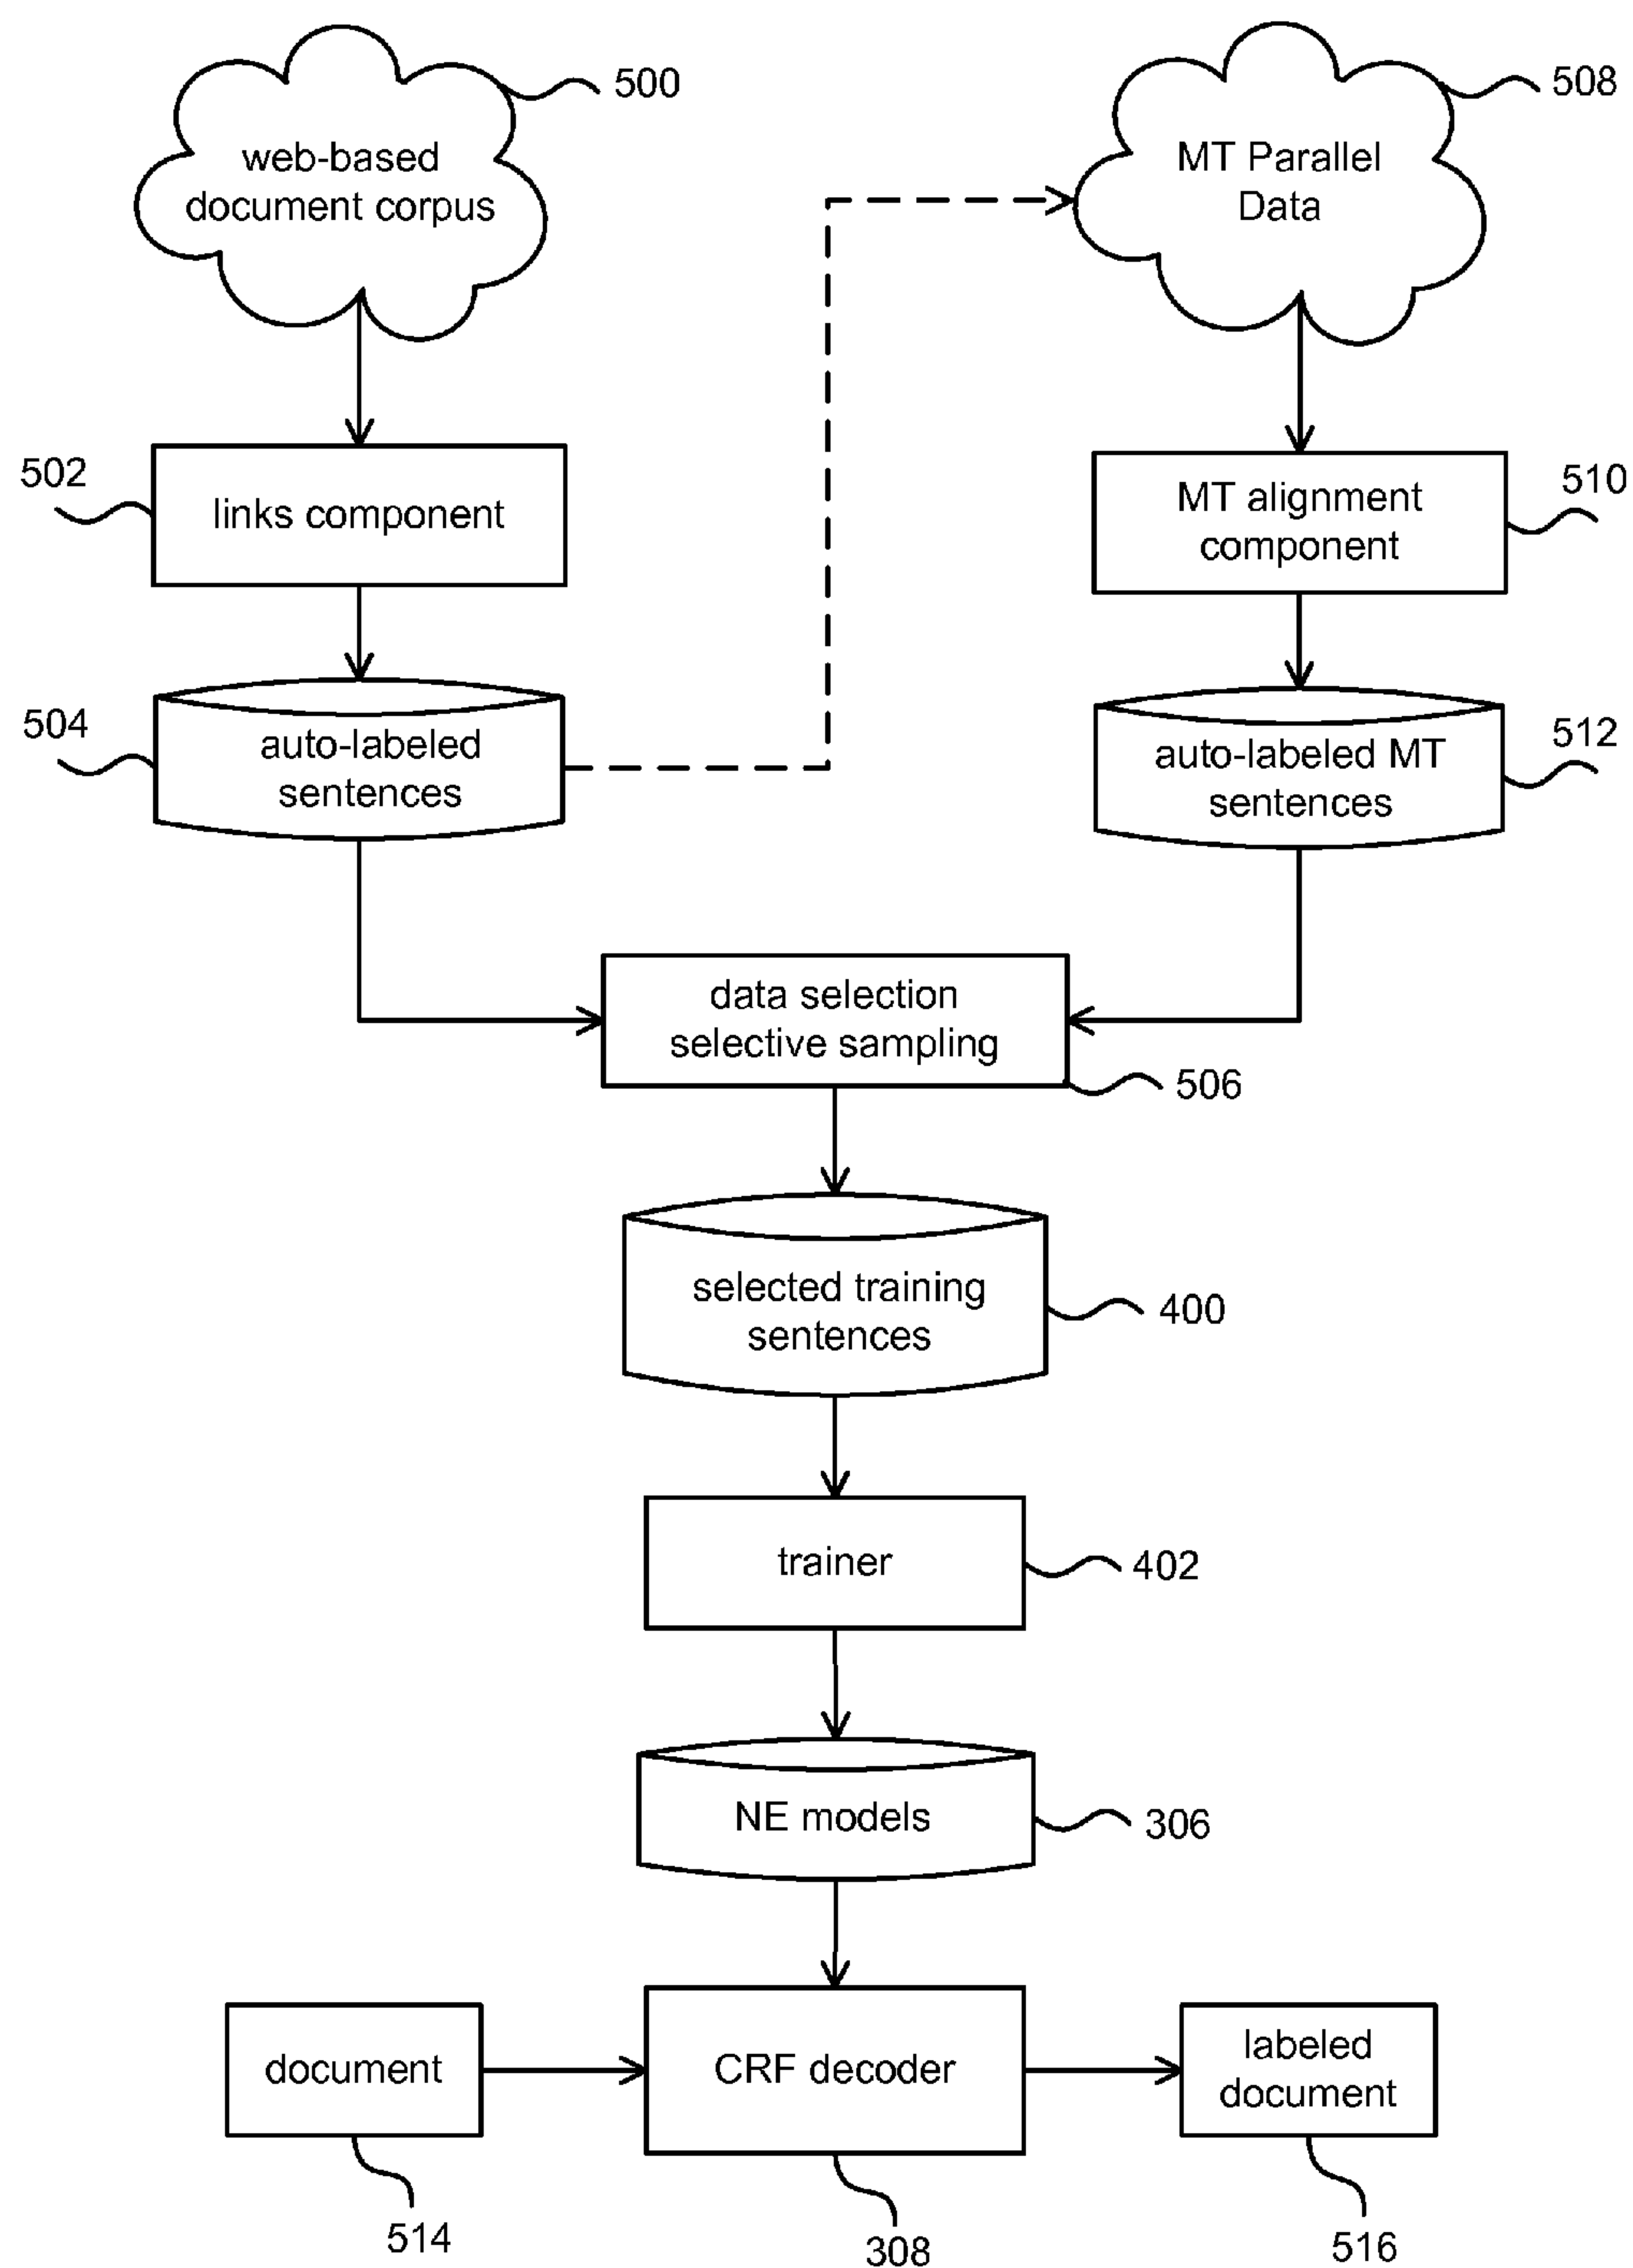 500
web-based
document corpus
508
MT Parallel
Data
502
links component
MT alignment
component
510
504
auto-labeled
sentences
auto-labeled MT
sentences
512
data selection
selective sampling
506
selected training
sentences
400
trainer
402
NE models
306
document
CRF decoder
labeled
document
514
308
516